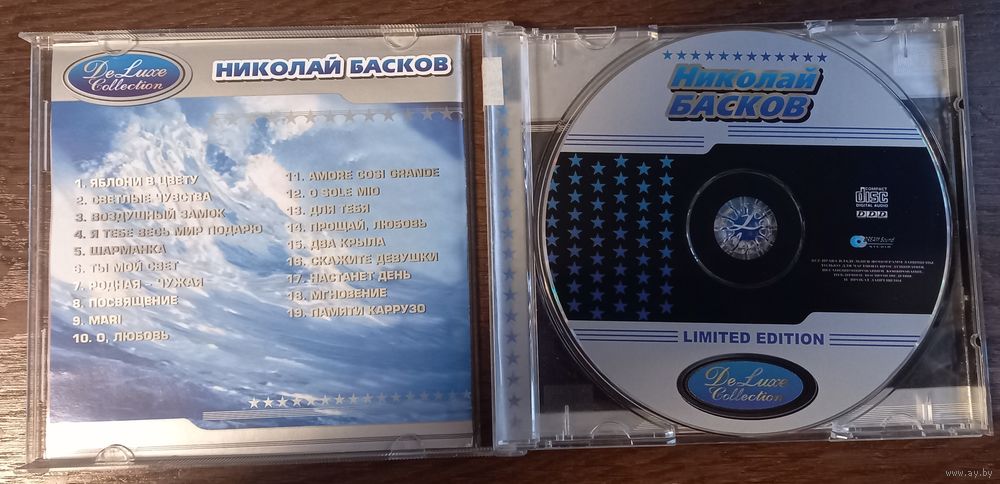 De Luxe
Collection
НИКОЛАЙ БАСКОВ
1. ЯБЛОНИ В ЦВЕТУ
2. СВЕТЛЫЕ ЧУВСТВА
3. ВОЗДУШНЫЙ ЗАМОК
4. Я ТЕБЕ ВЕСЬ МИР ПОДАРЮ
5. ШАРМАНКА
6. ТЫ МОЙ СВЕТ
7. РОДНАЯ - ЧУЖАЯ
8. ПОСВЯЩЕНИЕ
9. MARI
10. О, ЛЮБОВЬ
11. AMORE COSI GRANDE
12. O SOLE MIO
13. ДЛЯ ТЕБЯ
14. ПРОЩАЙ, ЛЮБОВЬ
15. ДВА КРЫЛА
16. СКАЖИТЕ ДЕВУШКИ
17. НАСТАНЕТ ДЕНЬ
18. МГНОВЕНИЕ
19. ПАМЯТИ КАРРУЗО
Николай
БАСКОВ
COMPACT
disc
DIGITAL AUDIO
DDD
Sound
LIMITED EDITION
De Luxe
Collection
www.ay.by